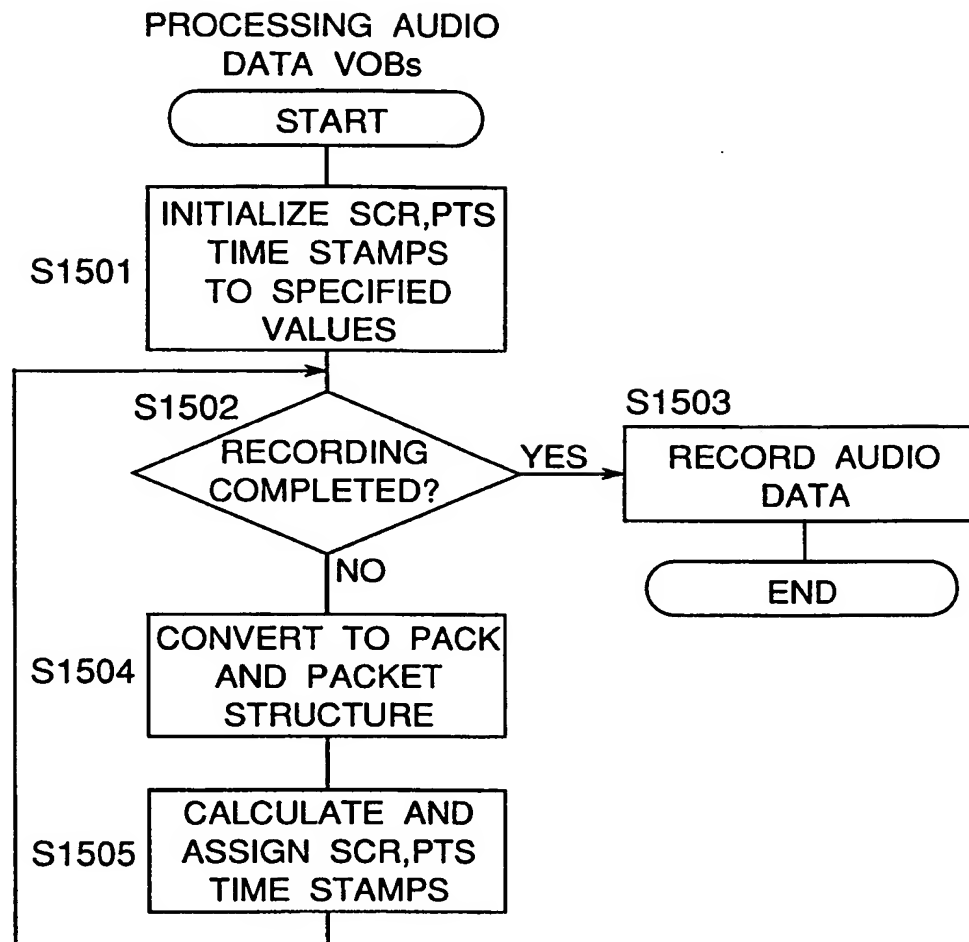 PROCESSING AUDIO
DATA VOBs
START
INITIALIZE SCR,PTS
TIME STAMPS
TO SPECIFIED
VALUES
S1501
S1502
RECORDING
COMPLETED?
YES
S1503
RECORD AUDIO
DATA
END
NO
CONVERT TO PACK
AND PACKET
STRUCTURE
S1504
CALCULATE AND
ASSIGN SCR,PTS
TIME STAMPS
S1505